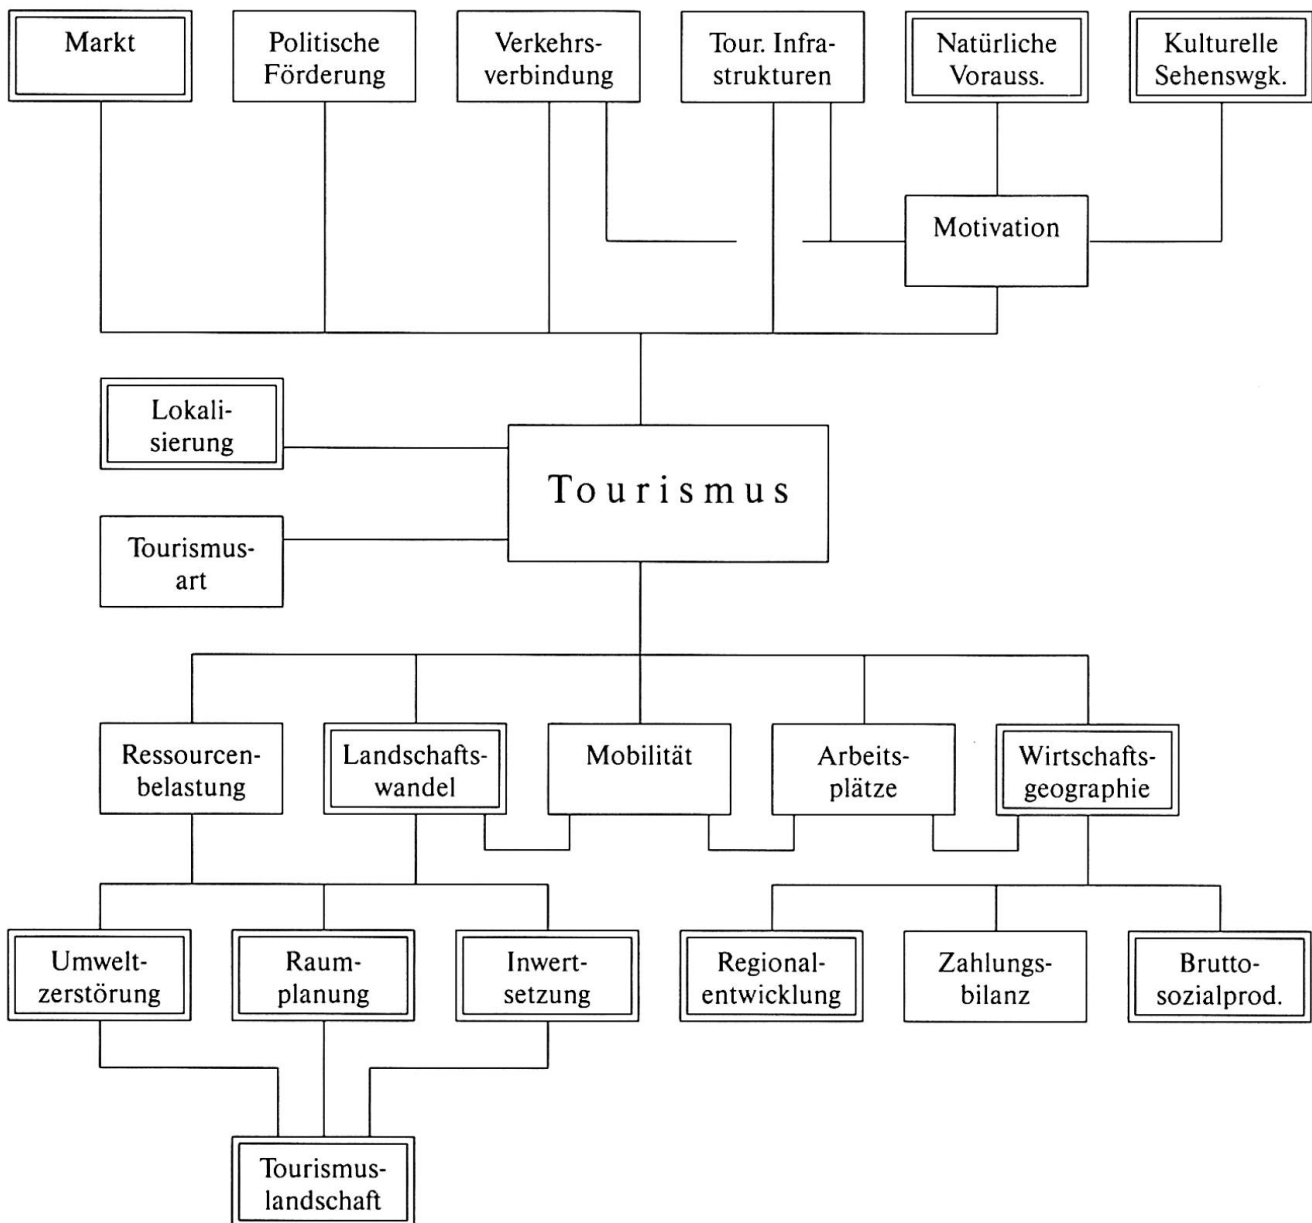 Markt
Politische
Förderung
Verkehrs-
verbindung
Tour. Infra-
strukturen
Natürliche
Vorauss.
Kulturelle
Sehenswgk.
Motivation
Lokali-
sierung
Tourismus
Tourismus-
art
Ressourcen-
belastung
Landschafts-
wandel
Mobilität
Arbeits-
plätze
Wirtschafts-
geographie
Umwelt-
zerstörung
Raum-
planung
Inwert-
setzung
Regional-
entwicklung
Zahlungs-
bilanz
Brutto-
sozialprod.
Tourismus-
landschaft